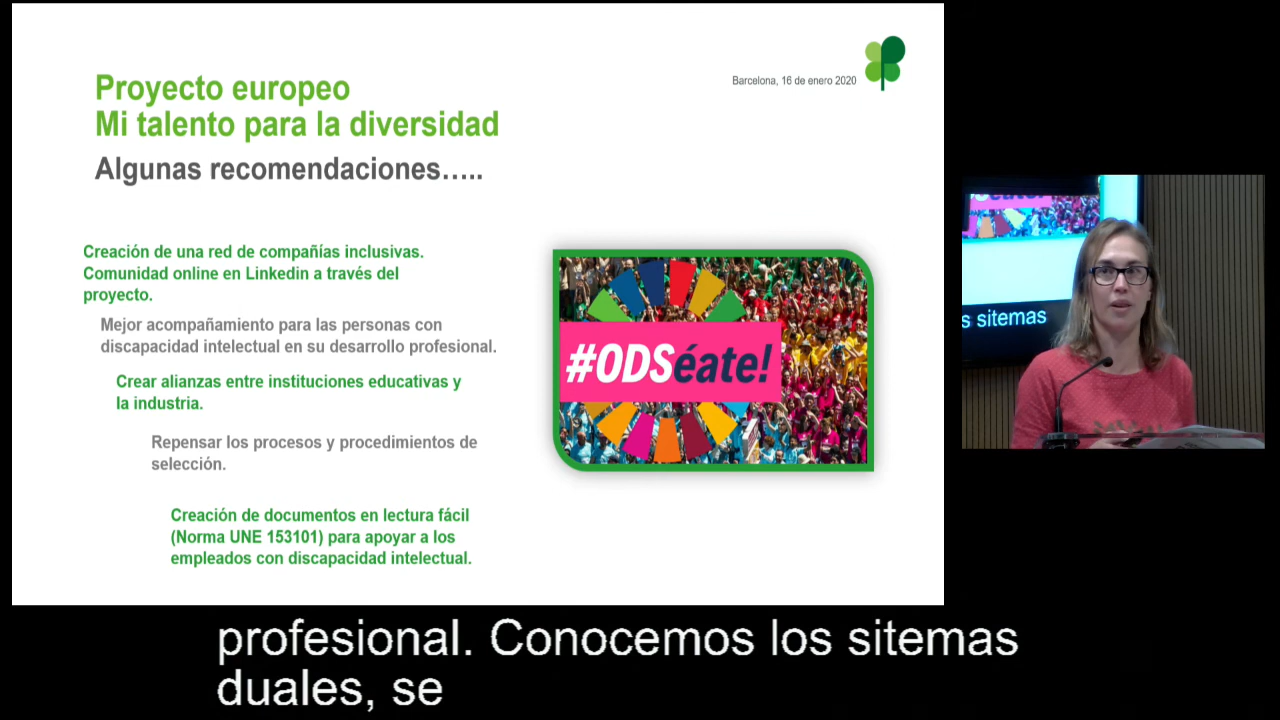 Proyecto europeo
Mi talento para la diversidad
Algunas recomendaciones…..
Barcelona, 16 de enero 2020
Creación de una red de compañías inclusivas.
Comunidad online en Linkedin a través del
proyecto.
Mejor acompañamiento para las personas con
discapacidad intelectual en su desarrollo profesional.
Crear alianzas entre instituciones educativas y
la industria.
Repensar los procesos y procedimientos de
selección.
Creación de documentos en lectura fácil
(Norma UNE 153101) para apoyar a los
empleados con discapacidad intelectual.
#ODSéate!
s sitemas
profesional. Conocemos los sitemas
duales, se